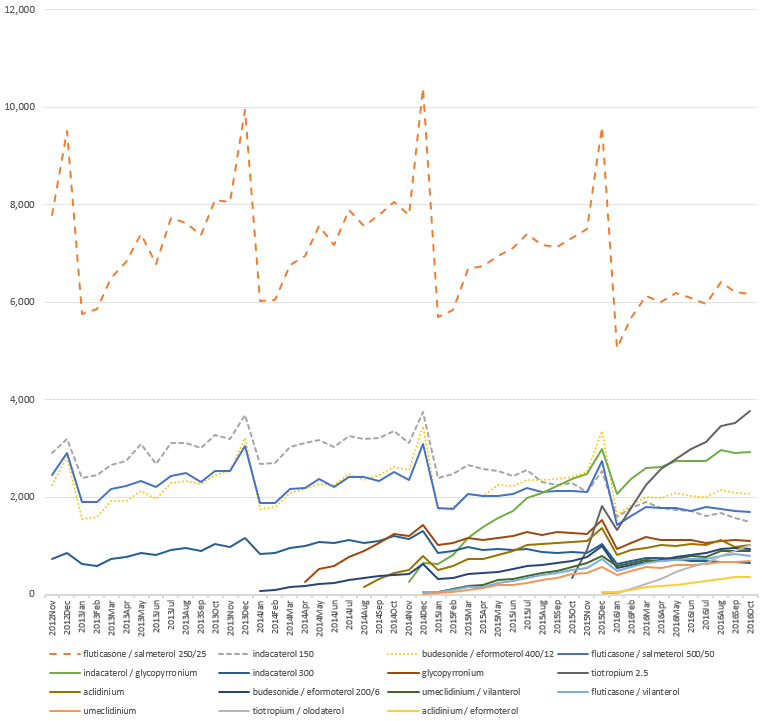 12,000
10,000
8,000
6,000
4,000
2,000
0
2012Nov
2012Dec
2013Jan
2013Feb
2013Mar
2013Apr
2013May
2013Jun
2013Jul
2013Aug
2013Sep
2013Oct
2013Nov
2013Dec
2014Jan
2014Feb
2014Mar
2014Apr
2014May
2014Jun
2014Jul
2014Aug
2014Sep
2014Oct
2014Nov
2014Dec
2015Jan
2015Feb
2015Mar
2015Apr
2015May
2015Jun
2015Jul
2015Aug
2015Sep
2015Oct
2015Nov
2015Dec
2016Jan
2016Feb
2016Mar
2016Apr
2016May
2016Jun
2016Jul
2016Aug
2016Sep
2016Oct
fluticasone / salmeterol 250/25
indacaterol 150
budesonide / eformoterol 400/12
fluticasone / salmeterol 500/50
indacaterol / glycopyrronium
indacaterol 300
glycopyrronium
tiotropium 2.5
aclidinium
budesonide / eformoterol 200/6
umeclidinium / vilanterol
fluticasone / vilanterol
umeclidinium
tiotropium / olodaterol
aclidinium / eformoterol